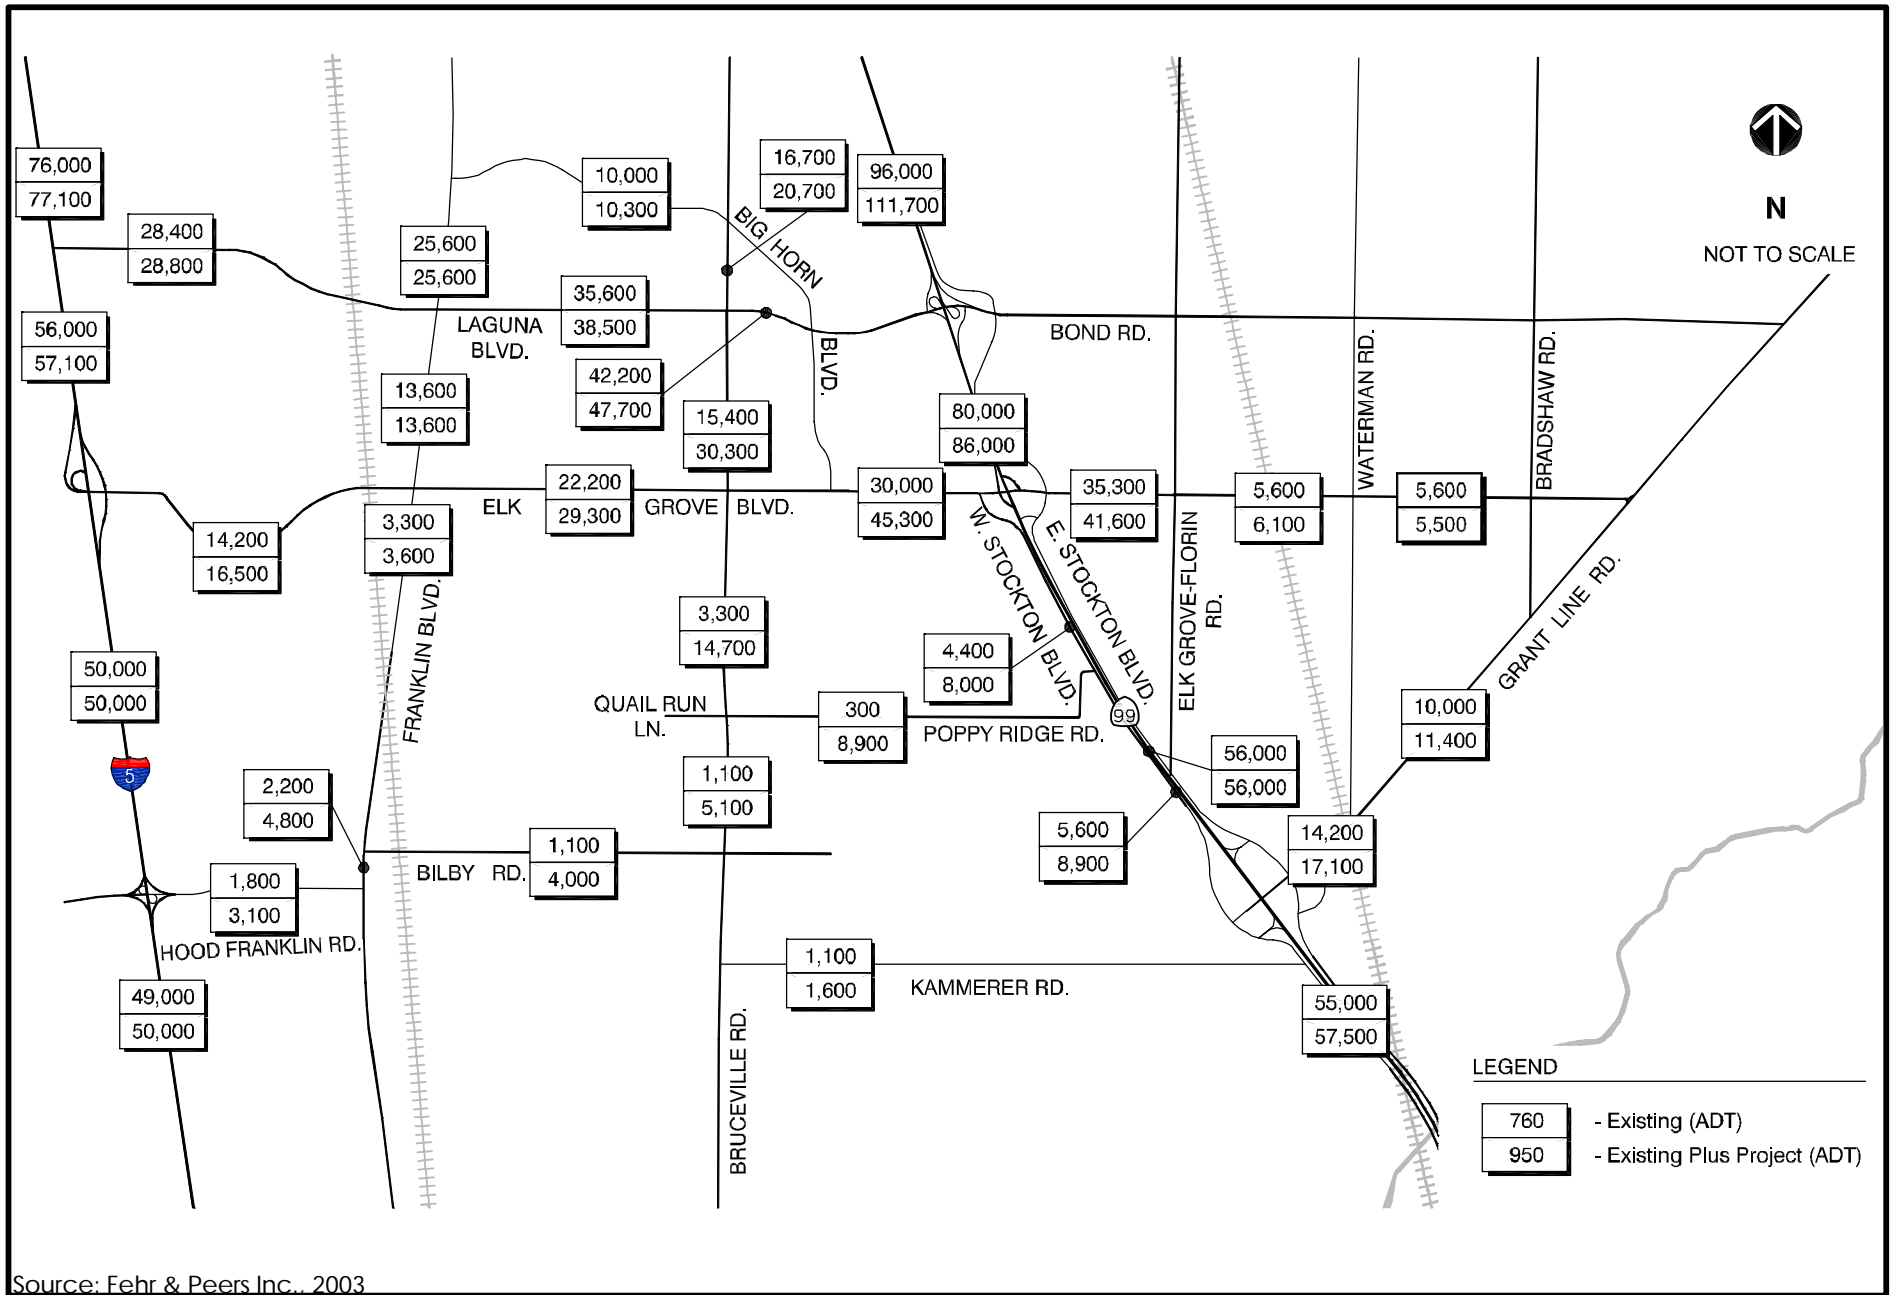 76,000
77,100
28,400
28,800
56,000
57,100
25,600
25,600
10,000
10,300
16,700
20,700
96,000
111,700
BIG HORN
BLVD.
N
NOT TO SCALE
LAGUNA
BLVD.
35,600
38,500
42,200
47,700
13,600
13,600
15,400
30,300
80,000
86,000
BOND RD.
WATERMAN RD.
BRADSHAW RD.
14,200
16,500
3,300
3,600
ELK
22,200
29,300
GROVE BLVD.
30,000
45,300
35,300
41,600
5,600
6,100
5,600
5,500
W. STOCKTON BLVD.
E. STOCKTON BLVD.
ELK GROVE-FLORIN
RD.
GRANT LINE RD.
50,000
50,000
FRANKLIN BLVD.
3,300
14,700
4,400
8,000
QUAIL RUN
LN.
300
8,900
POPPY RIDGE RD.
99
10,000
11,400
5
2,200
4,800
1,100
5,100
56,000
56,000
5,600
8,900
14,200
17,100
BILBY RD.
1,100
4,000
1,800
3,100
HOOD FRANKLIN RD.
49,000
50,000
1,100
1,600
KAMMERER RD.
BRUCEVILLE RD.
55,000
57,500
LEGEND
760
- Existing (ADT)
950
- Existing Plus Project (ADT)
Source: Fehr & Peers Inc., 2003